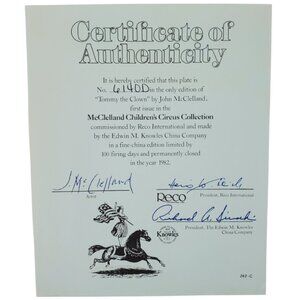 Certificate of
Authenticity
It is hereby certified that this plate is
No. 6140D in the only edition of
"Tommy the Clown" by John McClelland,
first issue in the
McClelland Children's Circus Collection
commissioned by Reco International and made
by the Edwin M. Knowles China Company
in a fine-china edition limited by
100 firing days and permanently closed
in the year 1982.
J McClelland
Artist
RECO
President, Reco International
Knowles
President, The Edwin M. Knowles
China Company